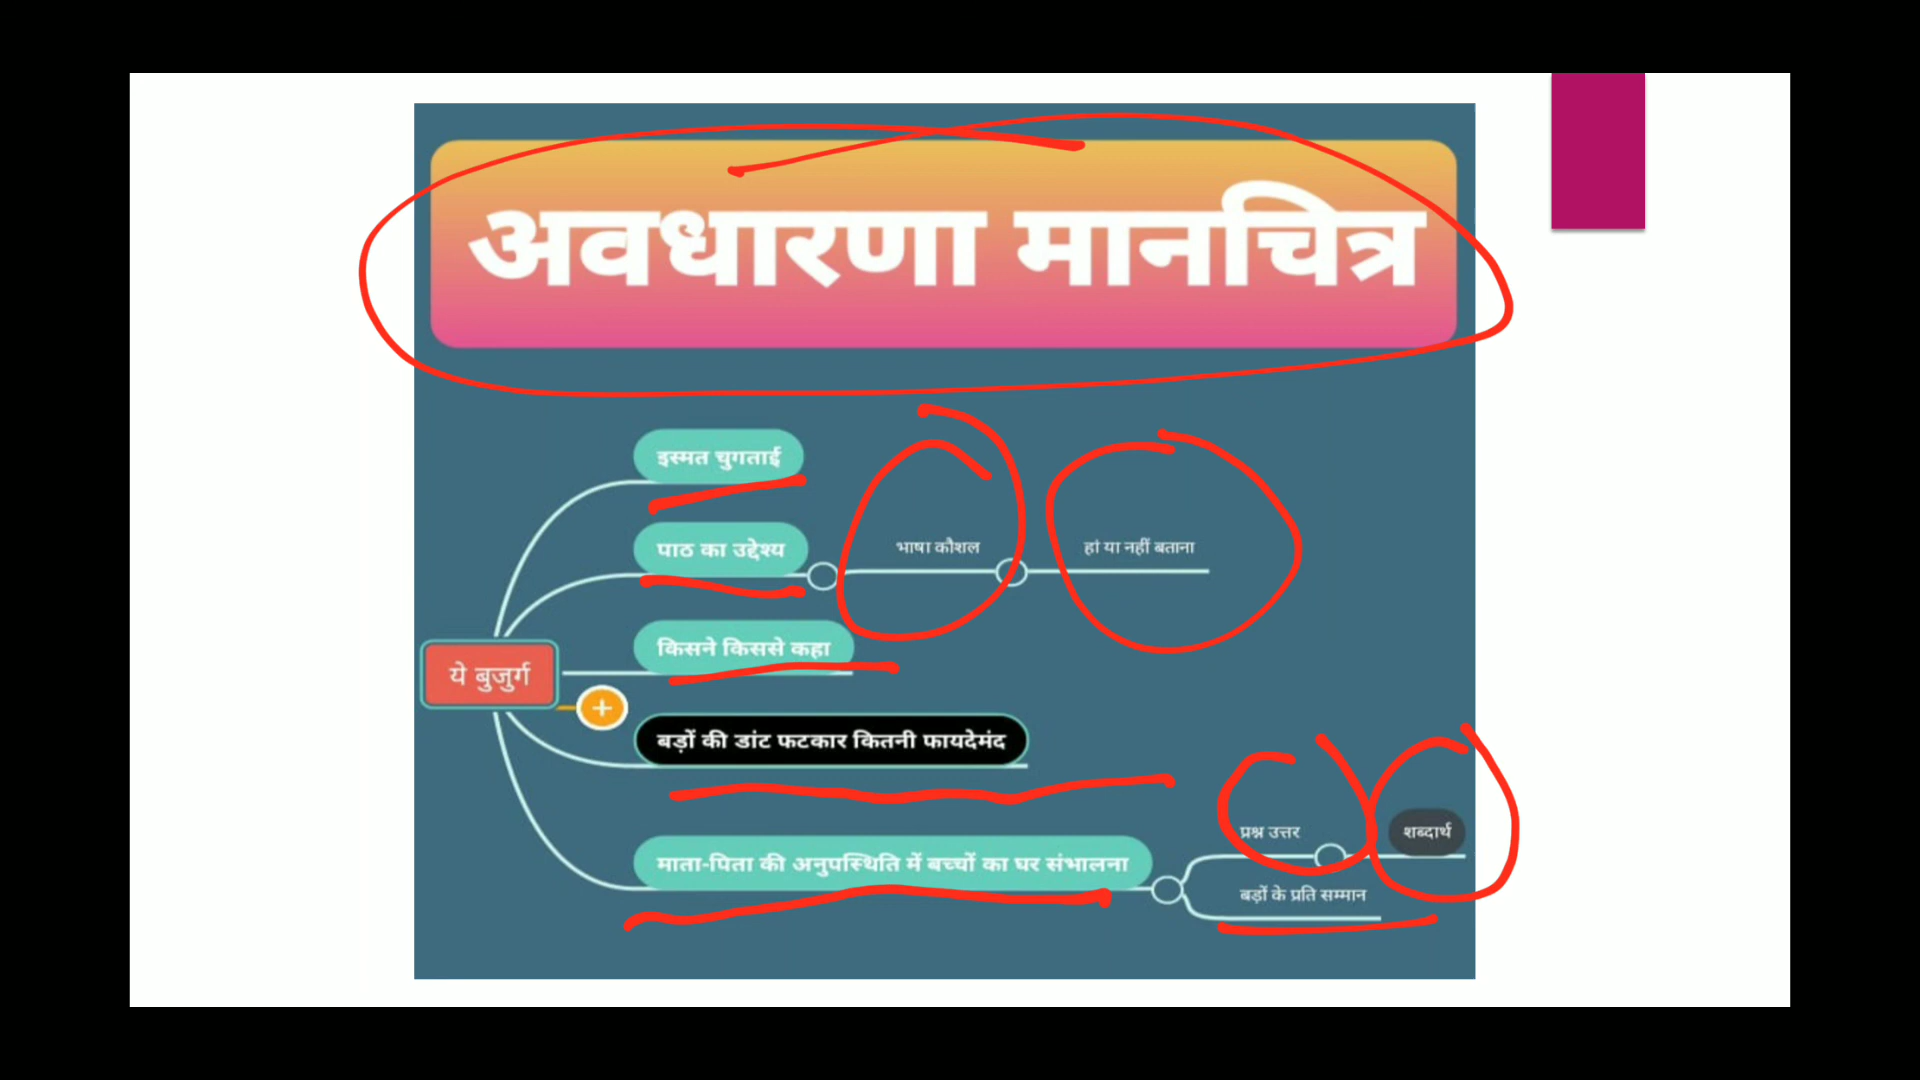 अवधारणा मानचित्र
इस्मत चुगताई
पाठ का उद्देश्य
भाषा कौशल
हां या नहीं बताना
किसने किससे कहा
ये बुजुर्ग
बड़ों की डांट फटकार कितनी फायदेमंद
माता-पिता की अनुपस्थिति में बच्चों का घर संभालना
प्रश्न उत्तर
शब्दार्थ
बड़ों के प्रति सम्मान